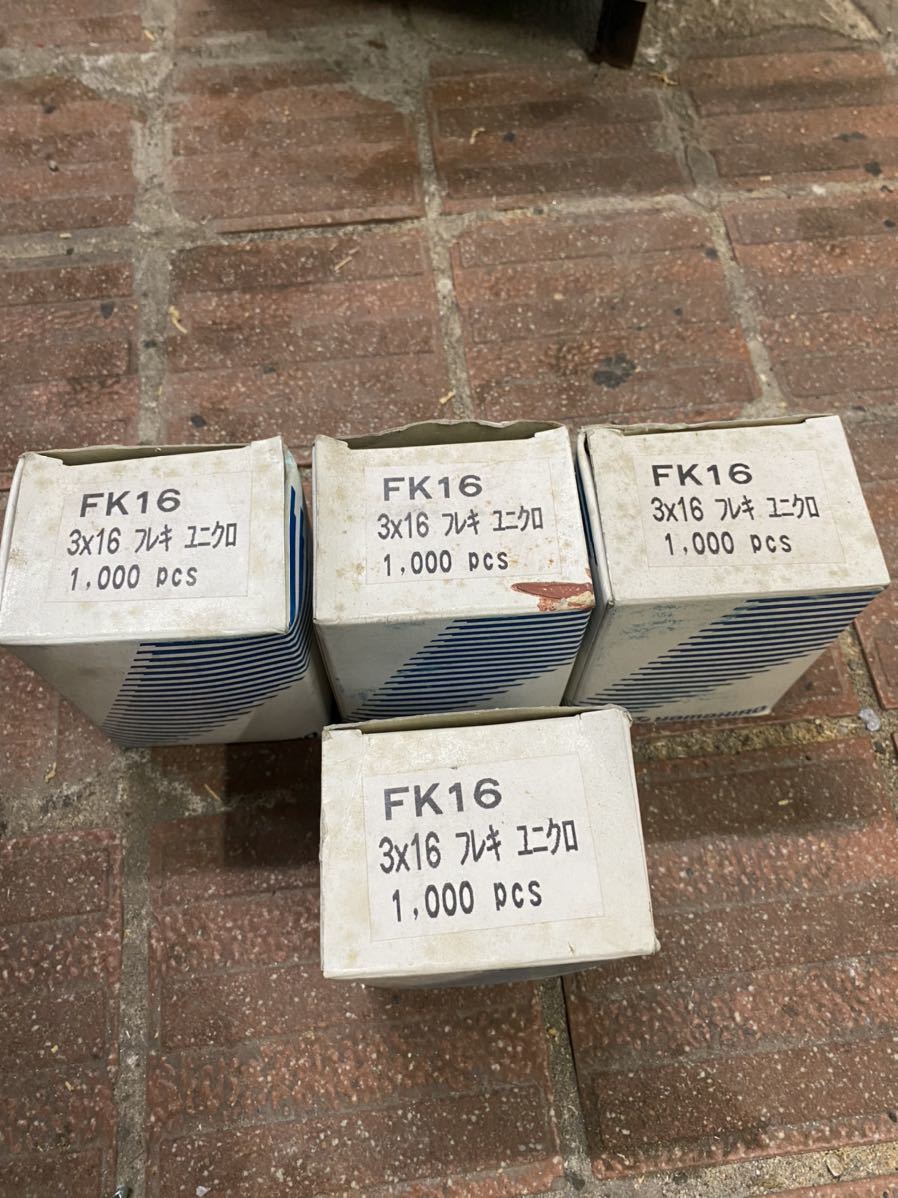 FK16
3x16 フレキ ユニクロ
1,000 pcs
FK16
3x16 フレキ ユニクロ
1,000 pcs
FK16
3x16 フレキ ユニクロ
1,000 pcs
YAMAHIRO
FK16
3x16 フレキ ユニクロ
1,000 pcs